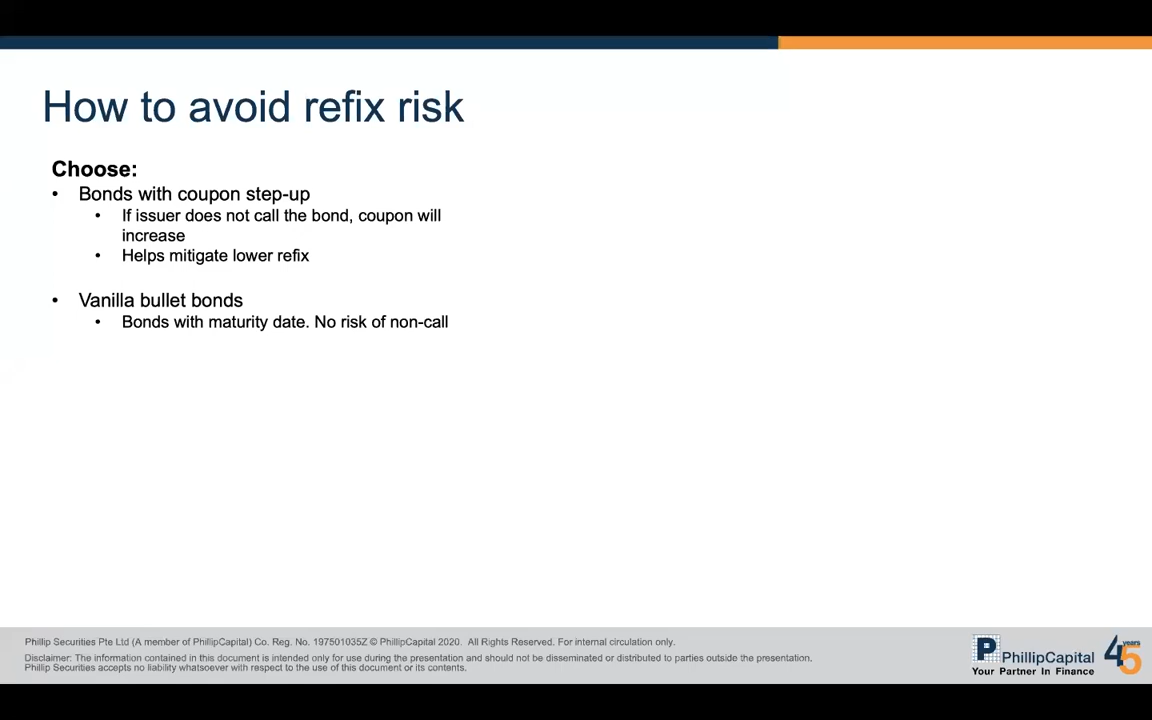 How to avoid refix risk
Choose:
• Bonds with coupon step-up
• If issuer does not call the bond, coupon will
increase
• Helps mitigate lower refix
• Vanilla bullet bonds
• Bonds with maturity date. No risk of non-call
Phillip Securities Pte Ltd (A member of PhillipCapital) Co. Reg. No. 197501035Z © PhillipCapital 2020. All Rights Reserved. For internal circulation only.
Disclaimer: The information contained in this document is intended only for use during the presentation and should not be disseminated or distributed to parties outside the presentation.
Phillip Securities accepts no liability whatsoever with respect to the use of this document or its contents.
P PhillipCapital
Your Partner In Finance
45 years